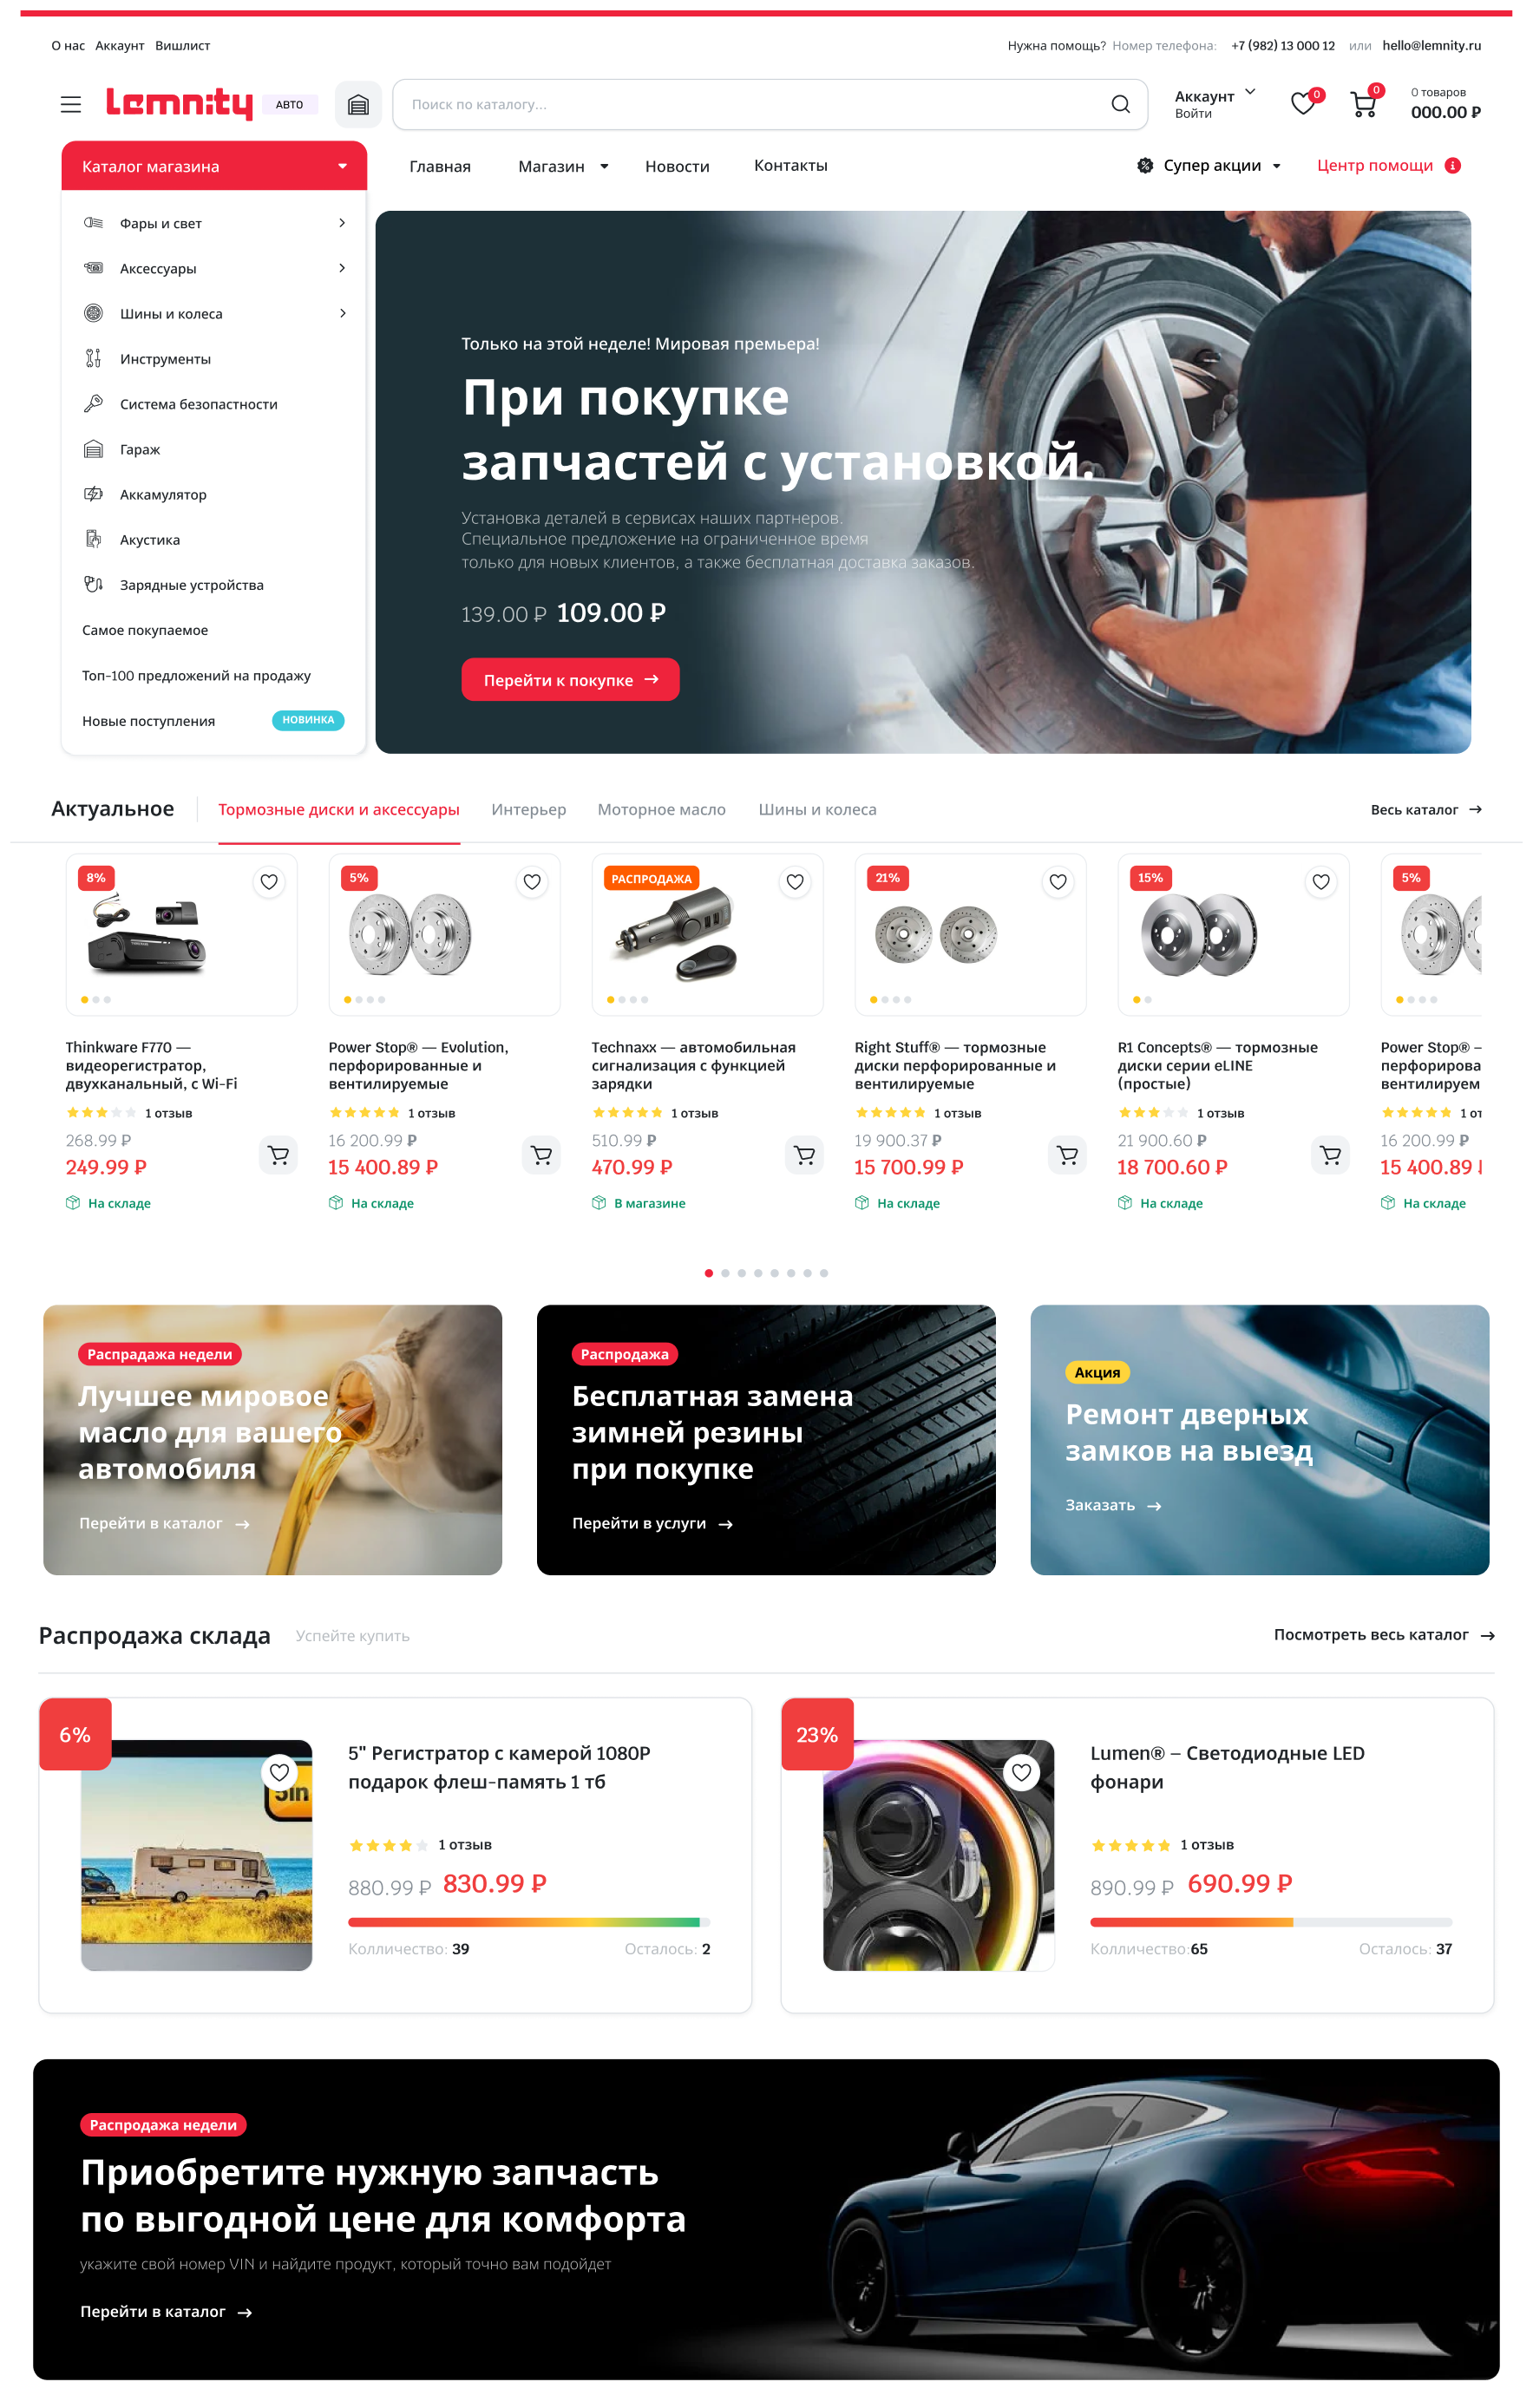 О нас Аккаунт Вишлист
Нужна помощь? Номер телефона: +7 (982) 13 000 12 или hello@lemnity.ru
Lemnity АВТО
Поиск по каталогу...
Аккаунт
Войти
0
0
0 товаров
000.00 ₽
Каталог магазина
Главная Магазин Новости Контакты
Супер акции Центр помощи
Фары и свет
Аксессуары
Шины и колеса
Инструменты
Система безопастности
Гараж
Аккамулятор
Акустика
Зарядные устройства
Самое покупаемое
Топ-100 предложений на продажу
Новые поступления НОВИНКА
Только на этой неделе! Мировая премьера!
При покупке
запчастей с установкой.
Установка деталей в сервисах наших партнеров.
Специальное предложение на ограниченное время
только для новых клиентов, а также бесплатная доставка заказов.
139.00 ₽ 109.00 ₽
Перейти к покупке
Актуальное Тормозные диски и аксессуары Интерьер Моторное масло Шины и колеса Весь каталог
8%
Thinkware F770 —
видеорегистратор,
двухканальный, с Wi-Fi
1 отзыв
268.99 ₽
249.99 ₽
На складе
5%
Power Stop® — Evolution,
перфорированные и
вентилируемые
1 отзыв
16 200.99 ₽
15 400.89 ₽
На складе
РАСПРОДАЖА
Technaxx — автомобильная
сигнализация с функцией
зарядки
1 отзыв
510.99 ₽
470.99 ₽
В магазине
21%
Right Stuff® — тормозные
диски перфорированные и
вентилируемые
1 отзыв
19 900.37 ₽
15 700.99 ₽
На складе
15%
R1 Concepts® — тормозные
диски серии eLINE
(простые)
1 отзыв
21 900.60 ₽
18 700.60 ₽
На складе
5%
Power Stop® —
перфорирова
вентилируем
1 от
16 200.99 ₽
15 400.89
На складе
Распрадажа недели
Лучшее мировое
масло для вашего
автомобиля
Перейти в каталог
Распродажа
Бесплатная замена
зимней резины
при покупке
Перейти в услуги
Акция
Ремонт дверных
замков на выезд
Заказать
Распродажа склада Успейте купить Посмотреть весь каталог
6%
5in
5" Регистратор с камерой 1080P
подарок флеш-память 1 тб
1 отзыв
880.99 ₽ 830.99 ₽
Колличество: 39 Осталось: 2
23%
Lumen® – Светодиодные LED
фонари
1 отзыв
890.99 ₽ 690.99 ₽
Колличество:65 Осталось: 37
Распродажа недели
Приобретите нужную запчасть
по выгодной цене для комфорта
укажите свой номер VIN и найдите продукт, который точно вам подойдет
Перейти в каталог